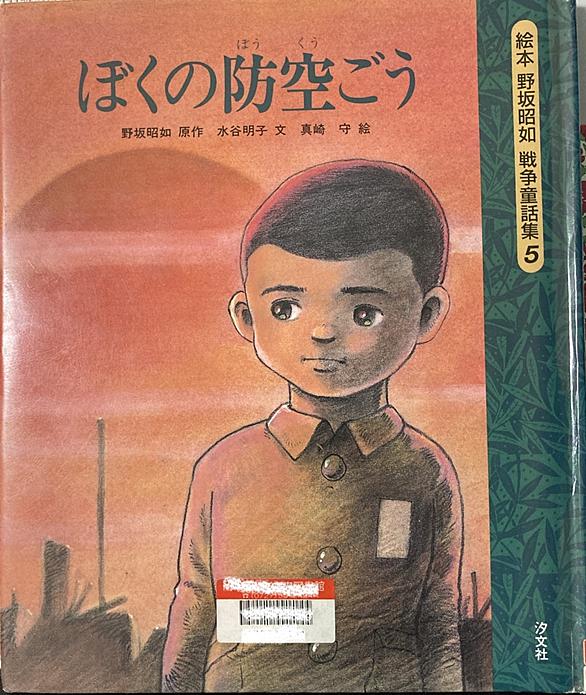 ぼう くう
ぼくの防空ごう
野坂昭如 原作 水谷明子 文 真崎 守 絵
絵本 野坂昭如 戦争童話集 5
汐文社